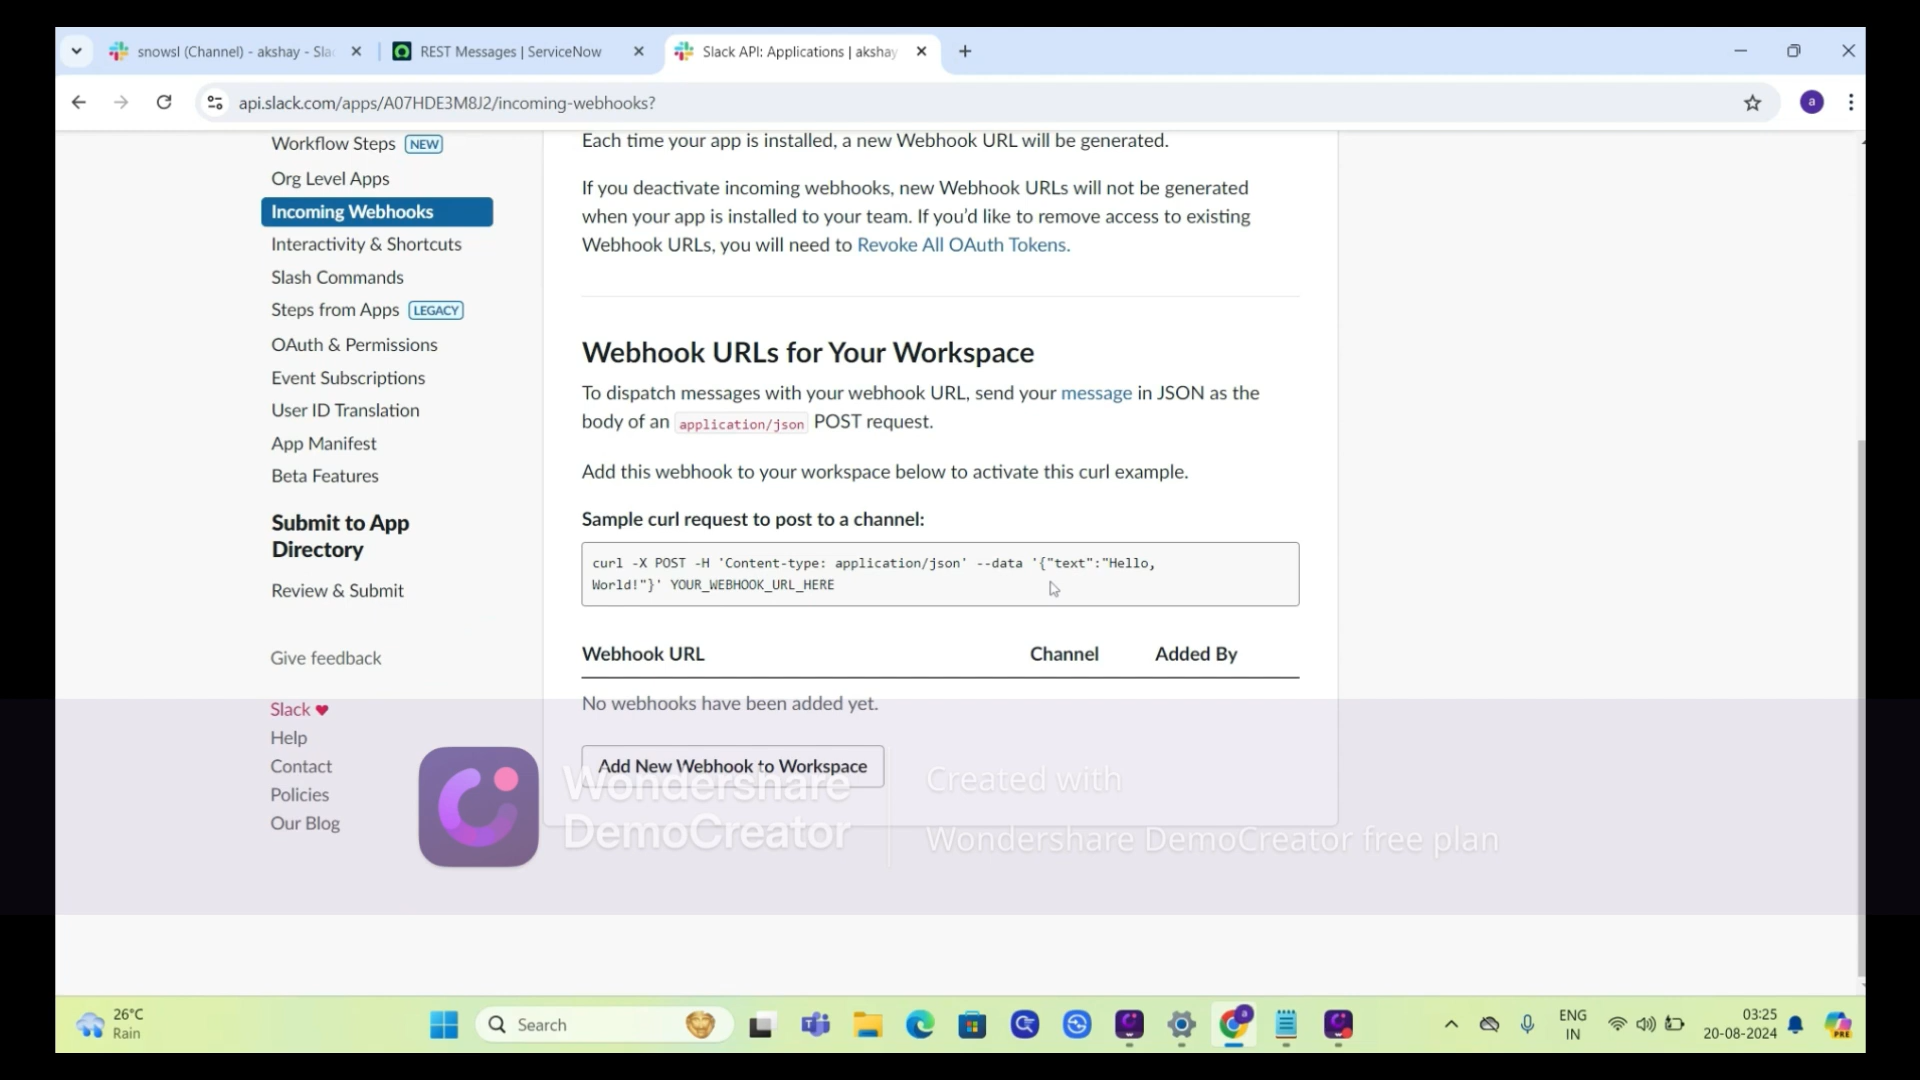 snowsl (Channel) - akshay - Sla
REST Messages | ServiceNow
Slack API: Applications | akshay
api.slack.com/apps/A07HDE3M8J2/incoming-webhooks?
a
Workflow Steps NEW
Org Level Apps
Incoming Webhooks
Interactivity & Shortcuts
Slash Commands
Steps from Apps LEGACY
OAuth & Permissions
Event Subscriptions
User ID Translation
App Manifest
Beta Features
Submit to App
Directory
Review & Submit
Give feedback
Slack ♥
Help
Contact
Policies
Our Blog
Each time your app is installed, a new Webhook URL will be generated.
If you deactivate incoming webhooks, new Webhook URLs will not be generated
when your app is installed to your team. If you’d like to remove access to existing
Webhook URLs, you will need to Revoke All OAuth Tokens.
Webhook URLs for Your Workspace
To dispatch messages with your webhook URL, send your message in JSON as the
body of an application/json POST request.
Add this webhook to your workspace below to activate this curl example.
Sample curl request to post to a channel:
curl -X POST -H 'Content-type: application/json' --data '{"text":"Hello,
World!"}' YOUR_WEBHOOK_URL_HERE
Webhook URL Channel Added By
No webhooks have been added yet.
Add New Webhook to Workspace
Wondershare
DemoCreator
Created with
Wondershare DemoCreator free plan
26°C
Rain
Search
ENG
IN
03:25
20-08-2024
PRE